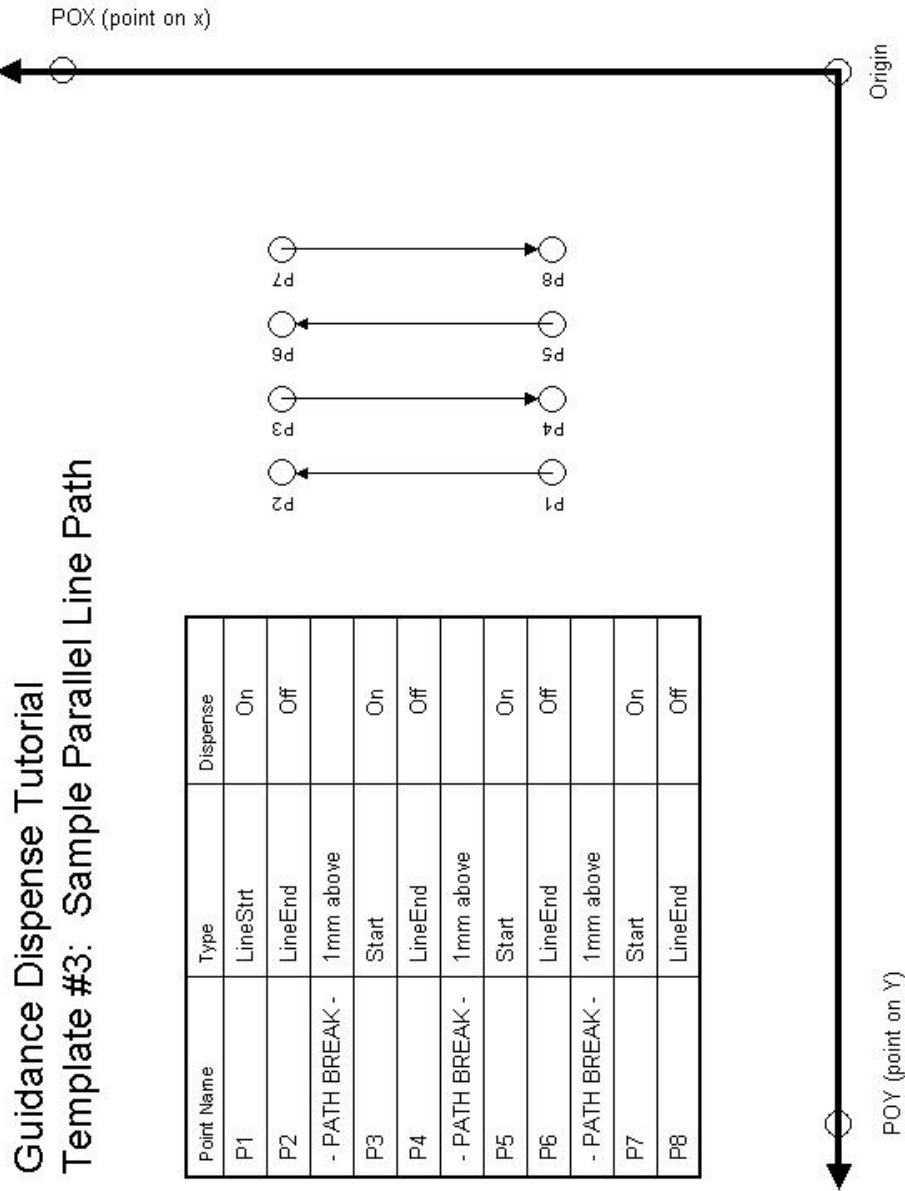 Guidance Dispense Tutorial
Template #3: Sample Parallel Line Path
Point Name Type Dispense
P1 LineStrt On
P2 LineEnd Off
- PATH BREAK - 1mm above
P3 Start On
P4 LineEnd Off
- PATH BREAK - 1mm above
P5 Start On
P6 LineEnd Off
- PATH BREAK - 1mm above
P7 Start On
P8 LineEnd Off
P2
P3
P6
P7
P1
P4
P5
P8
POX (point on x)
Origin
POY (point on Y)